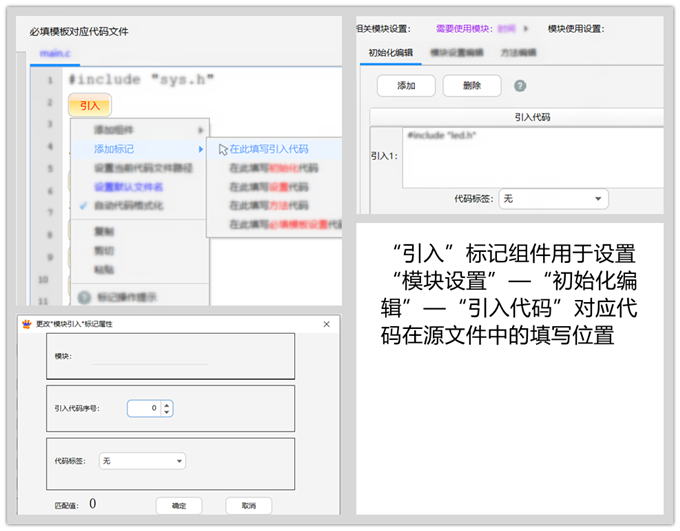 必填模板对应代码文件
main.c
1 #include "sys.h"
2 引入
3 添加组件
4 添加标记 在此填写引入代码
5 设置当前代码文件路径 在此填写初始化代码
6 设置默认文件名 在此填写设置代码
7 自动代码格式化 在此填写方法代码
8 复制 在此填写必填模板设置代
9 剪切
10 粘贴
11 标记操作提示
相关模块设置: 需要使用模块: 时间 模块使用设置:
初始化编辑 模块设置编辑 方法编辑
添加 删除
引入代码
引入1: #include "led.h"
代码标签: 无
更改"模块引入"标记属性
模块:
引入代码序号: 0
代码标签: 无
匹配值: 0 确定 取消
“引入”标记组件用于设置
“模块设置”—“初始化编
辑”—“引入代码”对应代
码在源文件中的填写位置